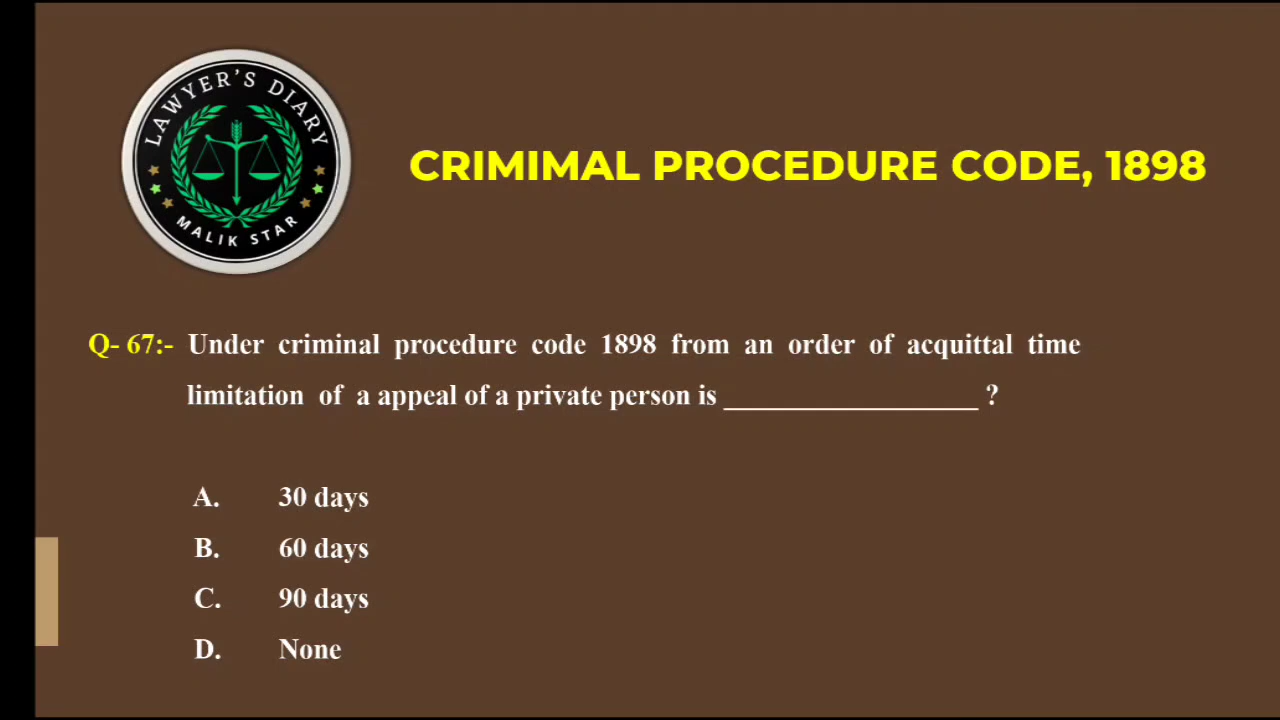 LAWYER'S DIARY
MALIK STAR
CRIMIMAL PROCEDURE CODE, 1898
Q- 67:- Under criminal procedure code 1898 from an order of acquittal time
limitation of a appeal of a private person is __________________ ?
A. 30 days
B. 60 days
C. 90 days
D. None